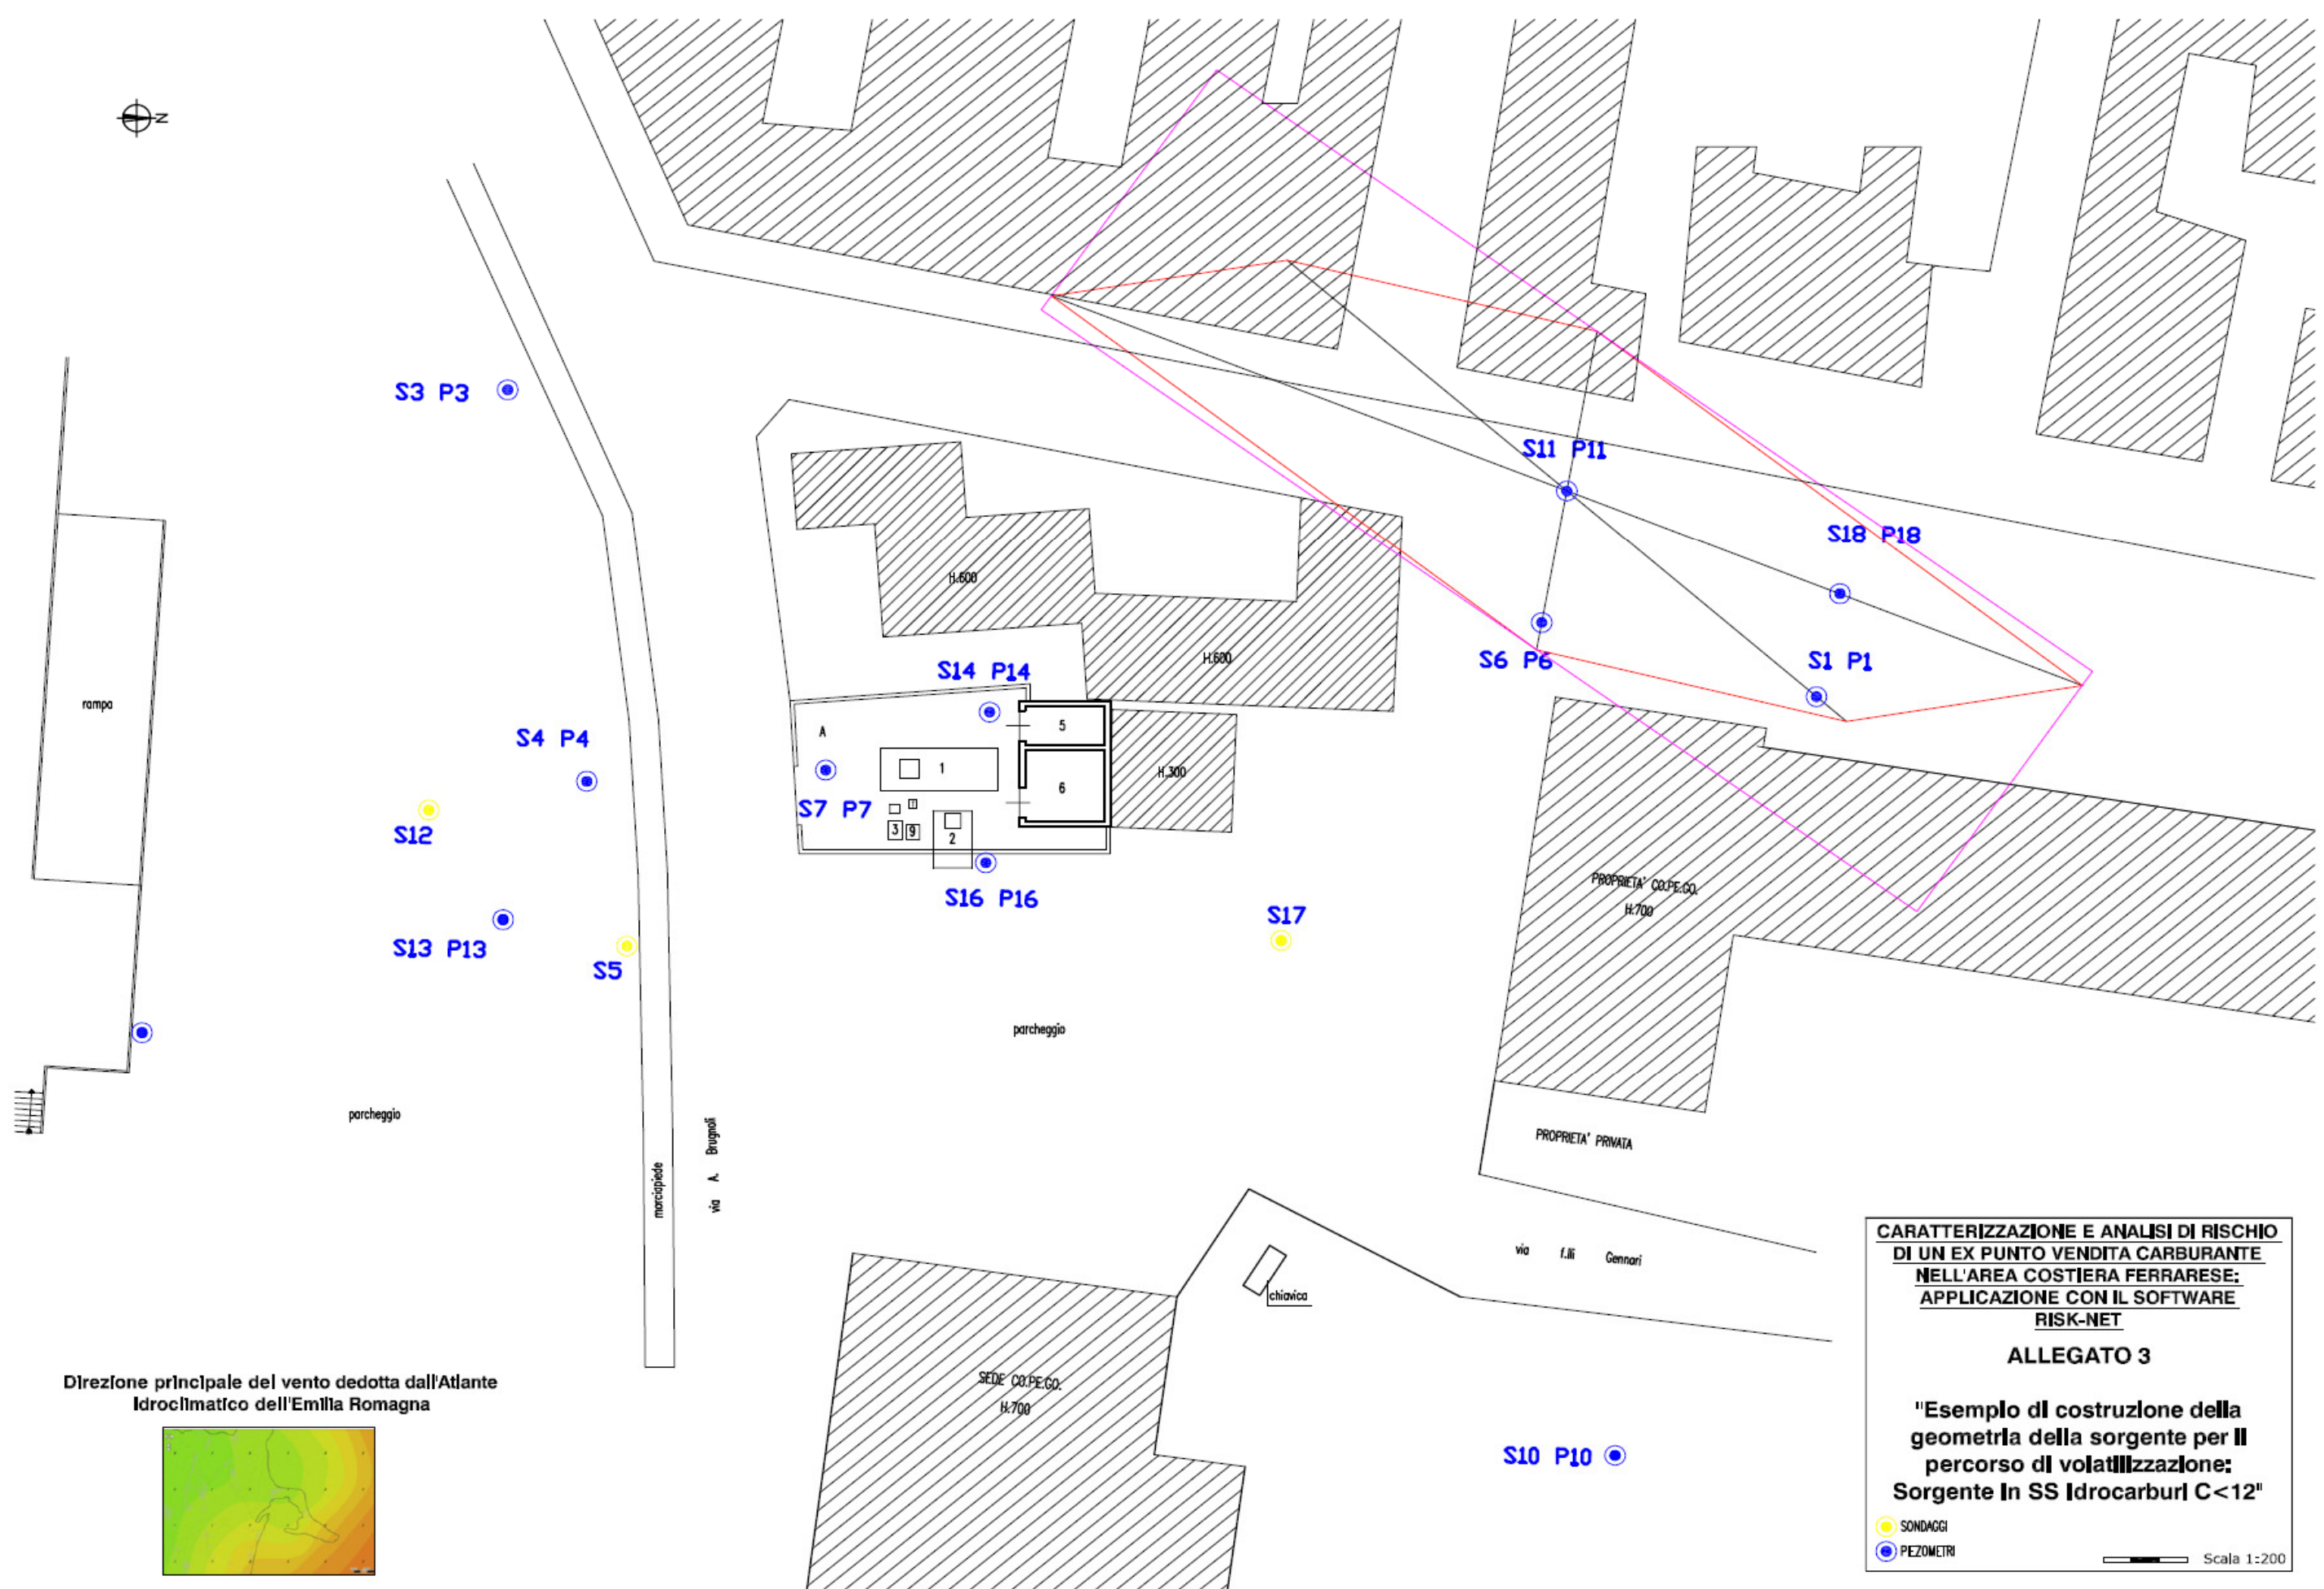 N
S3 P3
S11 P11
S18 P18
H.600
S6 P6
S1 P1
H.600
S14 P14
rampa
A
5
S4 P4
1
6
H.300
S7 P7
3
9
2
S12
S16 P16
PROPRIETA' CO.PE.GO.
H.700
S17
S13 P13
S5
parcheggio
parcheggio
via A. Brugnoli
marciapiede
PROPRIETA' PRIVATA
via f.lli Gennari
chiavica
SEDE CO.PE.GO.
H.700
S10 P10
Direzione principale del vento dedotta dall'Atlante
Idroclimatico dell'Emilia Romagna
CARATTERIZZAZIONE E ANALISI DI RISCHIO
DI UN EX PUNTO VENDITA CARBURANTE
NELL'AREA COSTIERA FERRARESE:
APPLICAZIONE CON IL SOFTWARE
RISK-NET
ALLEGATO 3
"Esempio di costruzione della
geometria della sorgente per il
percorso di volatilizzazione:
Sorgente in SS Idrocarburi C<12"
SONDAGGI
PIEZOMETRI
Scala 1:200